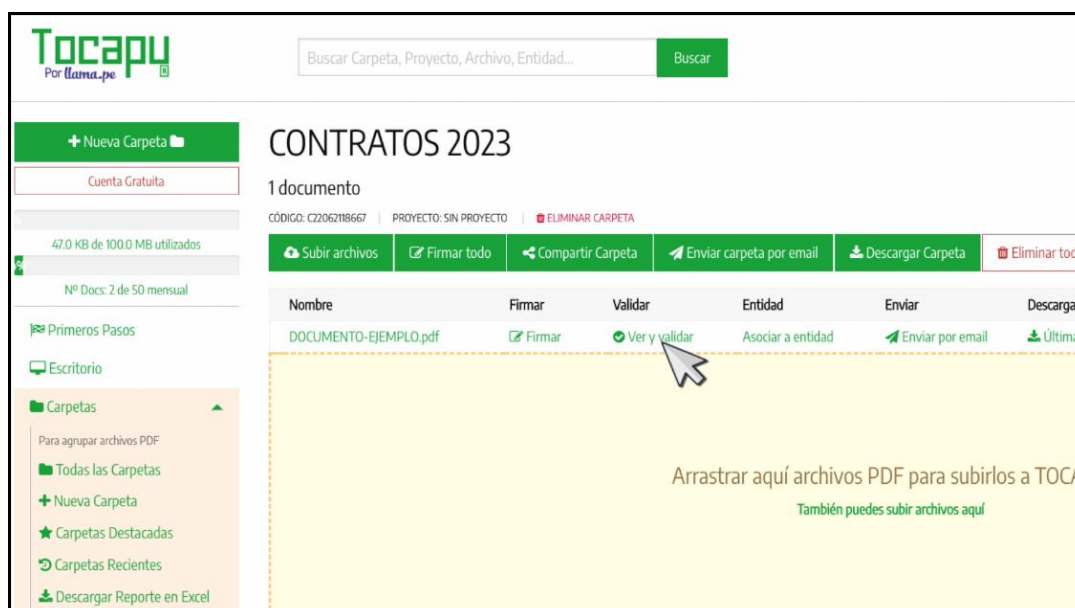 Tocapu
Por llama.pe
Buscar Carpeta, Proyecto, Archivo, Entidad...
Buscar
Nueva Carpeta
Cuenta Gratuita
47.0 KB de 100.0 MB utilizados
Nº Docs: 2 de 50 mensual
Primeros Pasos
Escritorio
Carpetas
Para agrupar archivos PDF
Todas las Carpetas
Nueva Carpeta
Carpetas Destacadas
Carpetas Recientes
Descargar Reporte en Excel
CONTRATOS 2023
1 documento
CÓDIGO: C22062118667 | PROYECTO: SIN PROYECTO | ELIMINAR CARPETA
Subir archivos Firmar todo Compartir Carpeta Enviar carpeta por email Descargar Carpeta Eliminar tod
Nombre Firmar Validar Entidad Enviar Descarga
DOCUMENTO-EJEMPLO.pdf Firmar Ver y validar Asociar a entidad Enviar por email Última
Arrastrar aquí archivos PDF para subirlos a TOCA
También puedes subir archivos aquí